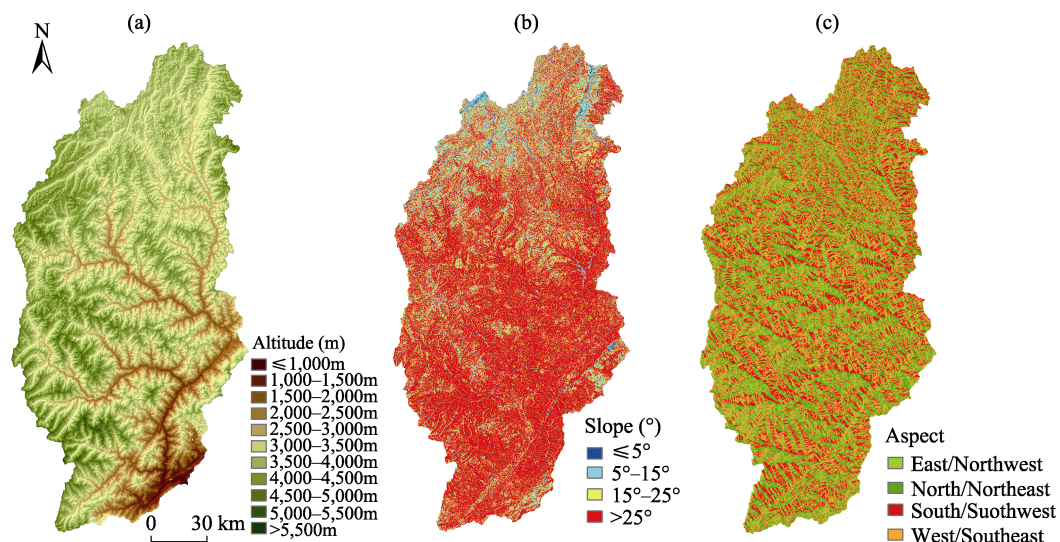 (a)
(b)
(c)
N
Altitude (m)
≤1,000m
1,000–1,500m
1,500–2,000m
2,000–2,500m
2,500–3,000m
3,000–3,500m
3,500–4,000m
4,000–4,500m
4,500–5,000m
5,000–5,500m
>5,500m
0 30 km
Slope (°)
≤5°
5°–15°
15°–25°
>25°
Aspect
East/Northwest
North/Northeast
South/Suothwest
West/Southeast